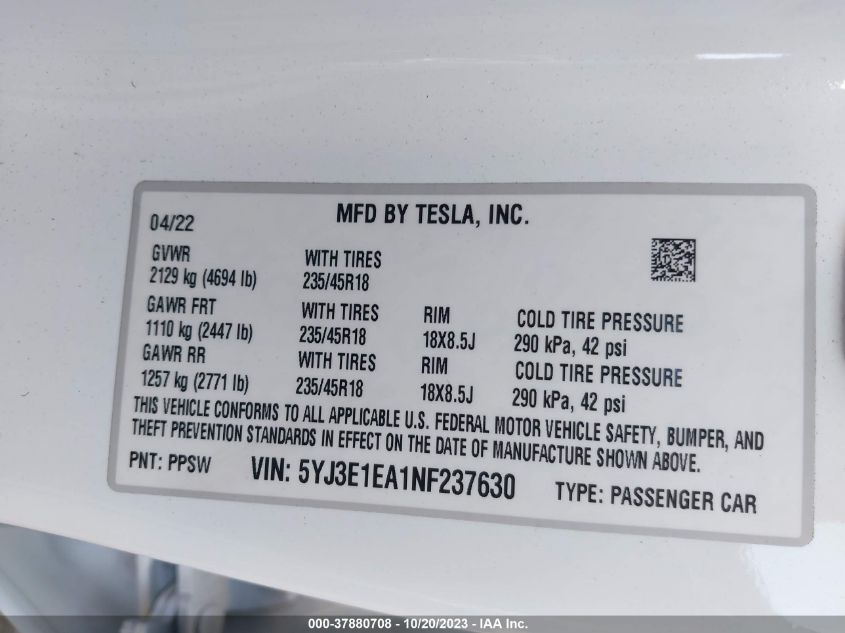 04/22 MFD BY TESLA, INC.
GVWR WITH TIRES
2129 kg (4694 lb) 235/45R18
GAWR FRT WITH TIRES RIM COLD TIRE PRESSURE
1110 kg (2447 lb) 235/45R18 18X8.5J 290 kPa, 42 psi
GAWR RR WITH TIRES RIM COLD TIRE PRESSURE
1257 kg (2771 lb) 235/45R18 18X8.5J 290 kPa, 42 psi
THIS VEHICLE CONFORMS TO ALL APPLICABLE U.S. FEDERAL MOTOR VEHICLE SAFETY, BUMPER, AND
THEFT PREVENTION STANDARDS IN EFFECT ON THE DATE OF MANUFACTURE SHOWN ABOVE.
PNT: PPSW VIN: 5YJ3E1EA1NF237630 TYPE: PASSENGER CAR
000-37880708 - 10/20/2023 - IAA Inc.